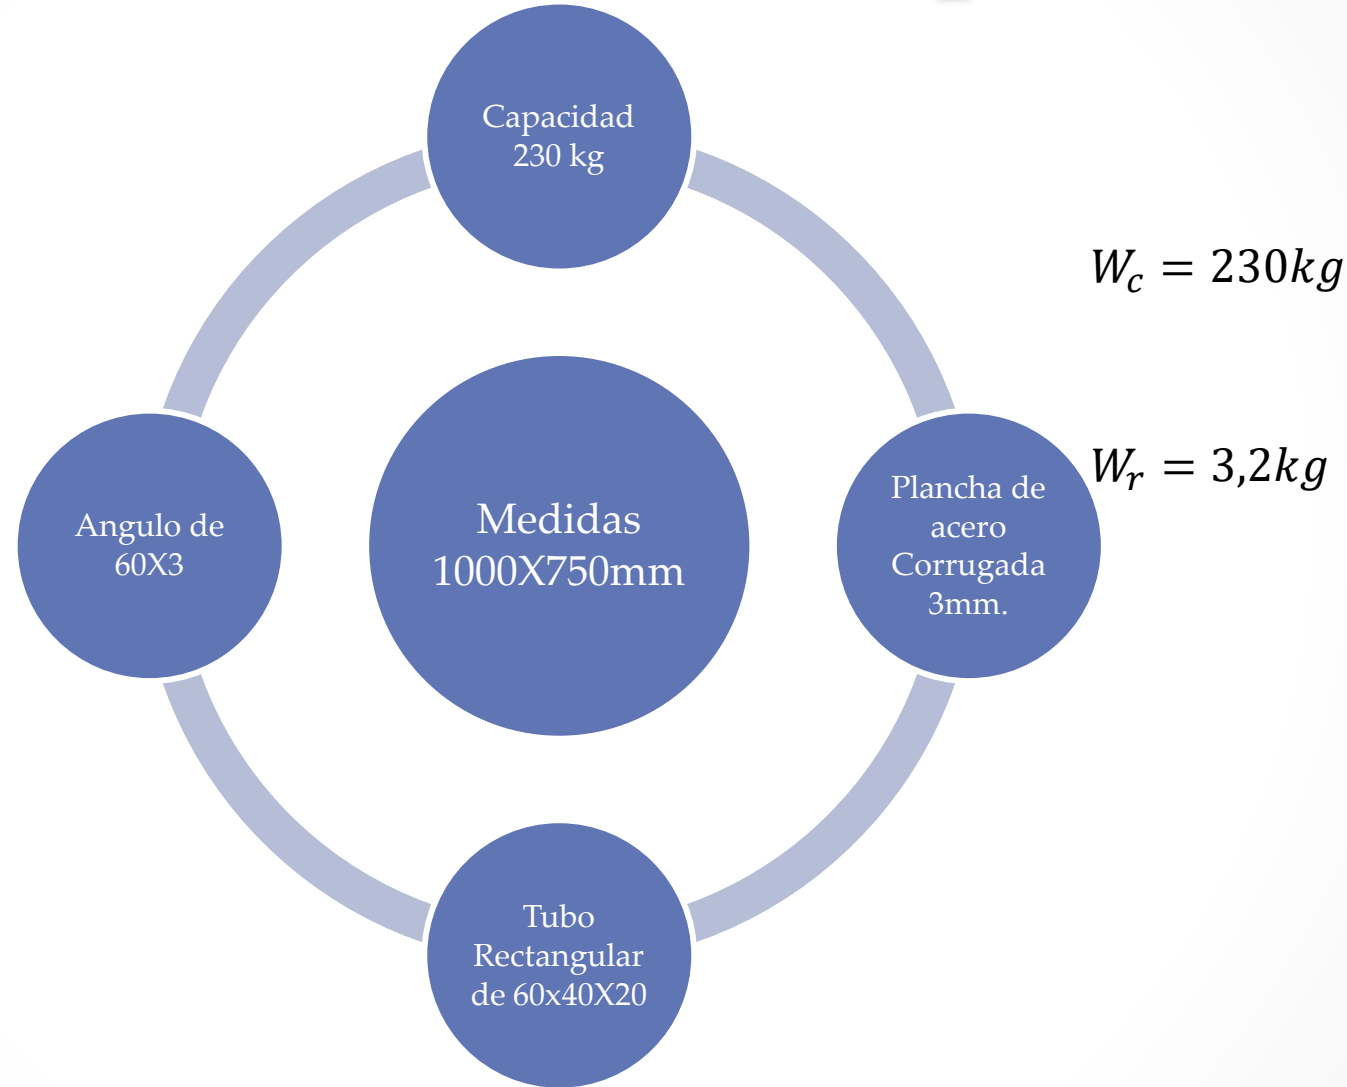 Capacidad
230 kg
W_c = 230kg
Plancha de
acero
Corrugada
3mm.
W_r = 3,2kg
Angulo de
60X3
Medidas
1000X750mm
Tubo
Rectangular
de 60x40X20